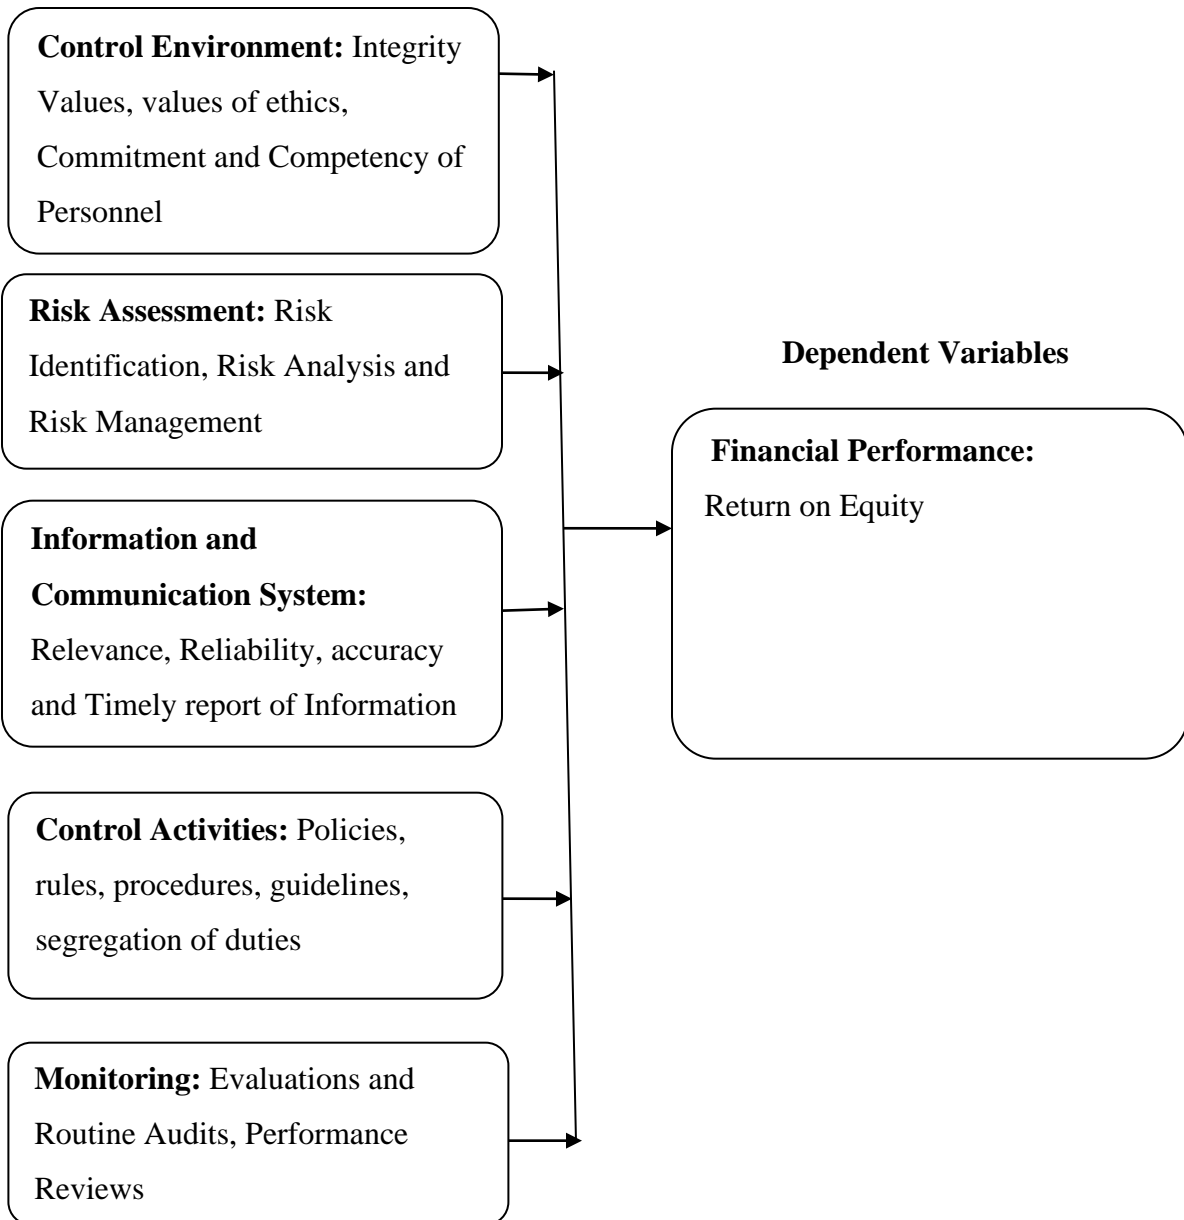 Control Environment: Integrity
Values, values of ethics,
Commitment and Competency of
Personnel
Risk Assessment: Risk
Identification, Risk Analysis and
Risk Management
Information and
Communication System:
Relevance, Reliability, accuracy
and Timely report of Information
Control Activities: Policies,
rules, procedures, guidelines,
segregation of duties
Monitoring: Evaluations and
Routine Audits, Performance
Reviews
Dependent Variables
Financial Performance:
Return on Equity